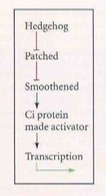 Hedgehog
Patched
Smoothened
Ci protein
made activator
Transcription